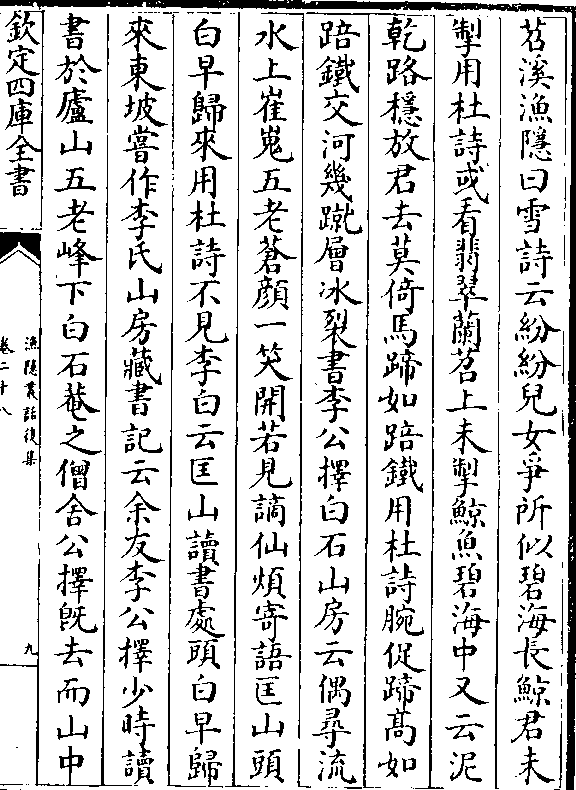 苕溪漁隱曰雪詩云紛紛兒女爭所似碧海長鯨君未
掣用杜詩或看翡翠蘭苕上未掣鯨魚碧海中又云泥
乾路穩放君去莫倚馬蹄如踣鐵用杜詩腕促蹄髙如
踣鐵交河幾蹴層冰裂書李公擇白石山房云偶尋流
水上崔嵬五老蒼顔一笑開若見謫仙煩寄語匡山頭
白早歸來用杜詩不見李白云匡山讀書處頭白早歸
來東坡嘗作李氏山房藏書記云余友李公擇少時讀
書於廬山五老峰下白石菴之僧舍公擇旣去而山中
欽定四庫全書
漁隱叢話後集
卷二十八
九